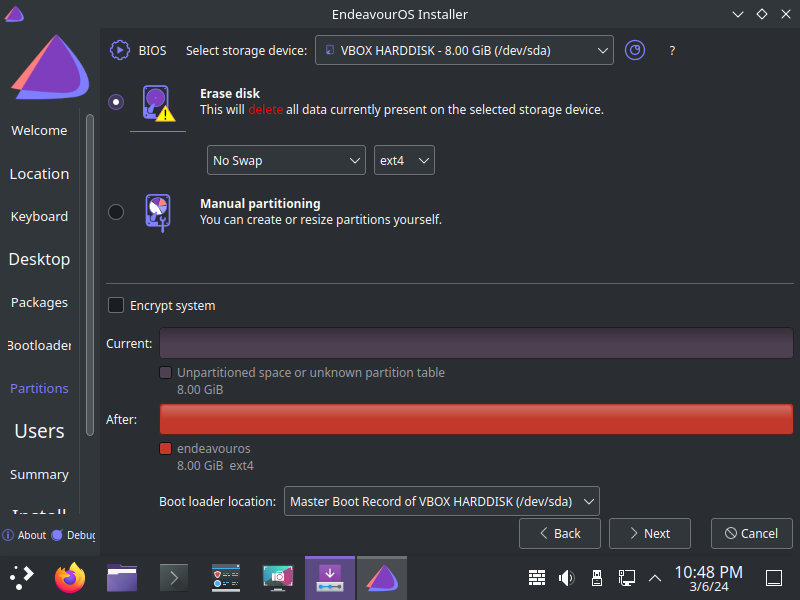 EndeavourOS Installer
BIOS Select storage device: VBOX HARDDISK - 8.00 GiB (/dev/sda) ?
Erase disk
This will delete all data currently present on the selected storage device.
No Swap ext4
Manual partitioning
You can create or resize partitions yourself.
Welcome
Location
Keyboard
Desktop
Packages
Bootloader
Partitions
Users
Summary
Install
About Debug
Encrypt system
Current:
Unpartitioned space or unknown partition table
8.00 GiB
After:
endeavouros
8.00 GiB ext4
Boot loader location: Master Boot Record of VBOX HARDDISK (/dev/sda)
Back Next Cancel
10:48 PM
3/6/24